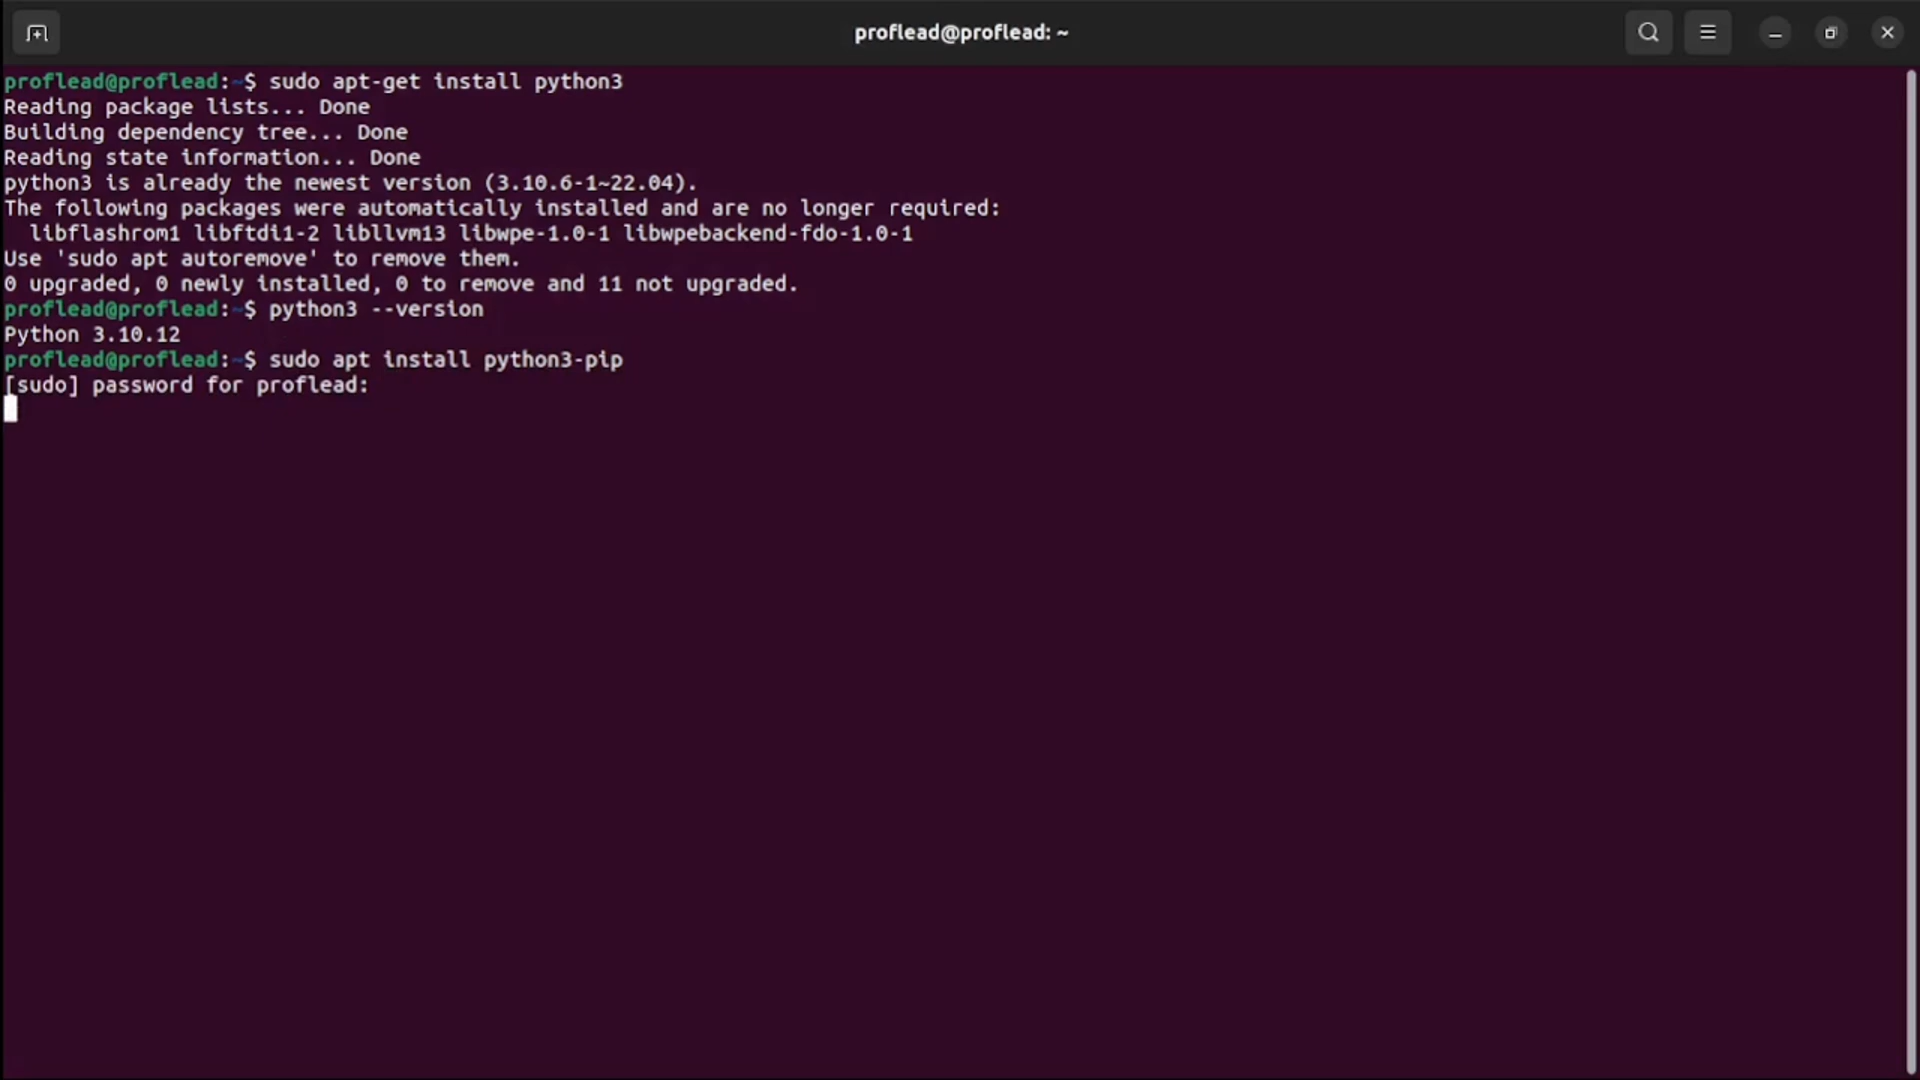 proflead@proflead: ~
proflead@proflead:~$ sudo apt-get install python3
Reading package lists... Done
Building dependency tree... Done
Reading state information... Done
python3 is already the newest version (3.10.6-1~22.04).
The following packages were automatically installed and are no longer required:
  libflashrom1 libftdi1-2 libllvm13 libwpe-1.0-1 libwpebackend-fdo-1.0-1
Use 'sudo apt autoremove' to remove them.
0 upgraded, 0 newly installed, 0 to remove and 11 not upgraded.
proflead@proflead:~$ python3 --version
Python 3.10.12
proflead@proflead:~$ sudo apt install python3-pip
[sudo] password for proflead: